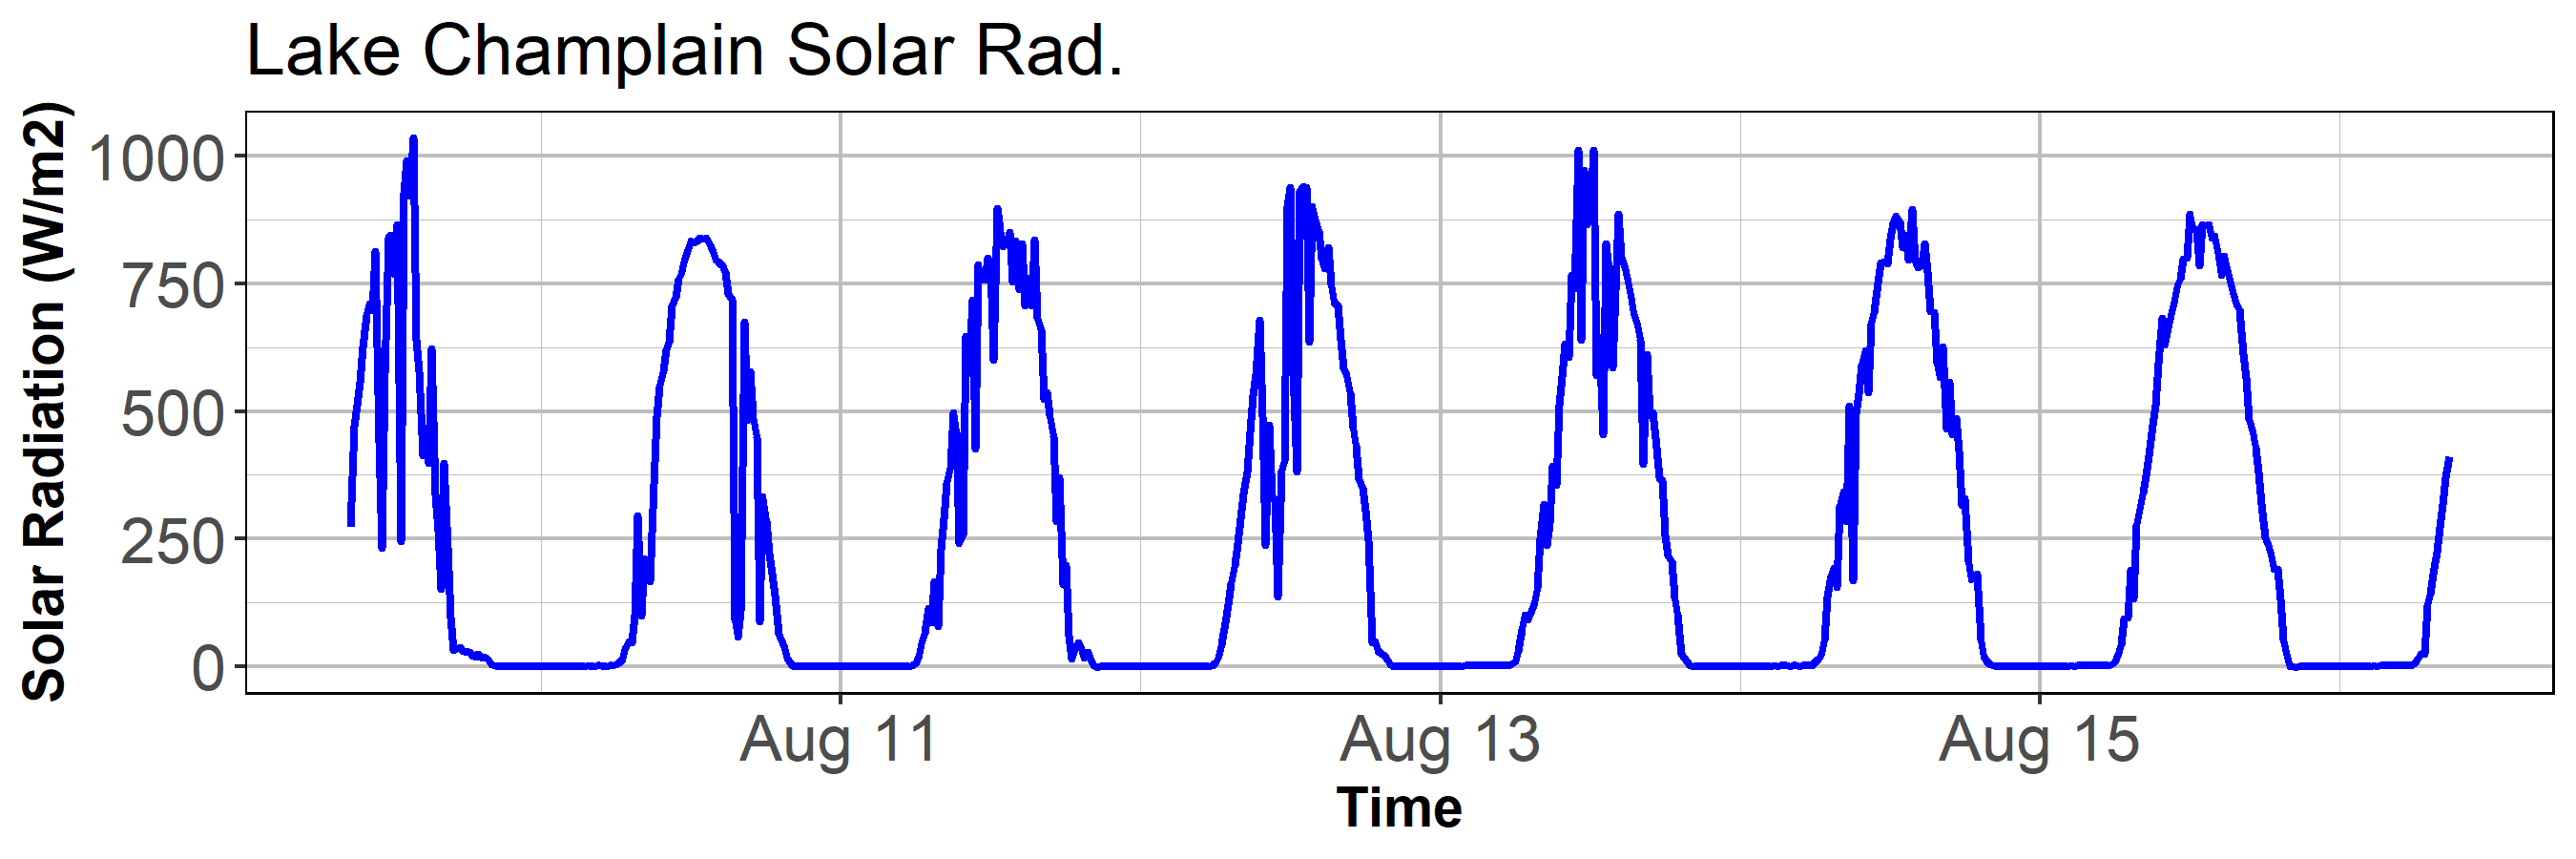 Lake Champlain Solar Rad.
Solar Radiation (W/m2)
1000
750
500
250
0
Aug 11 Aug 13 Aug 15
Time